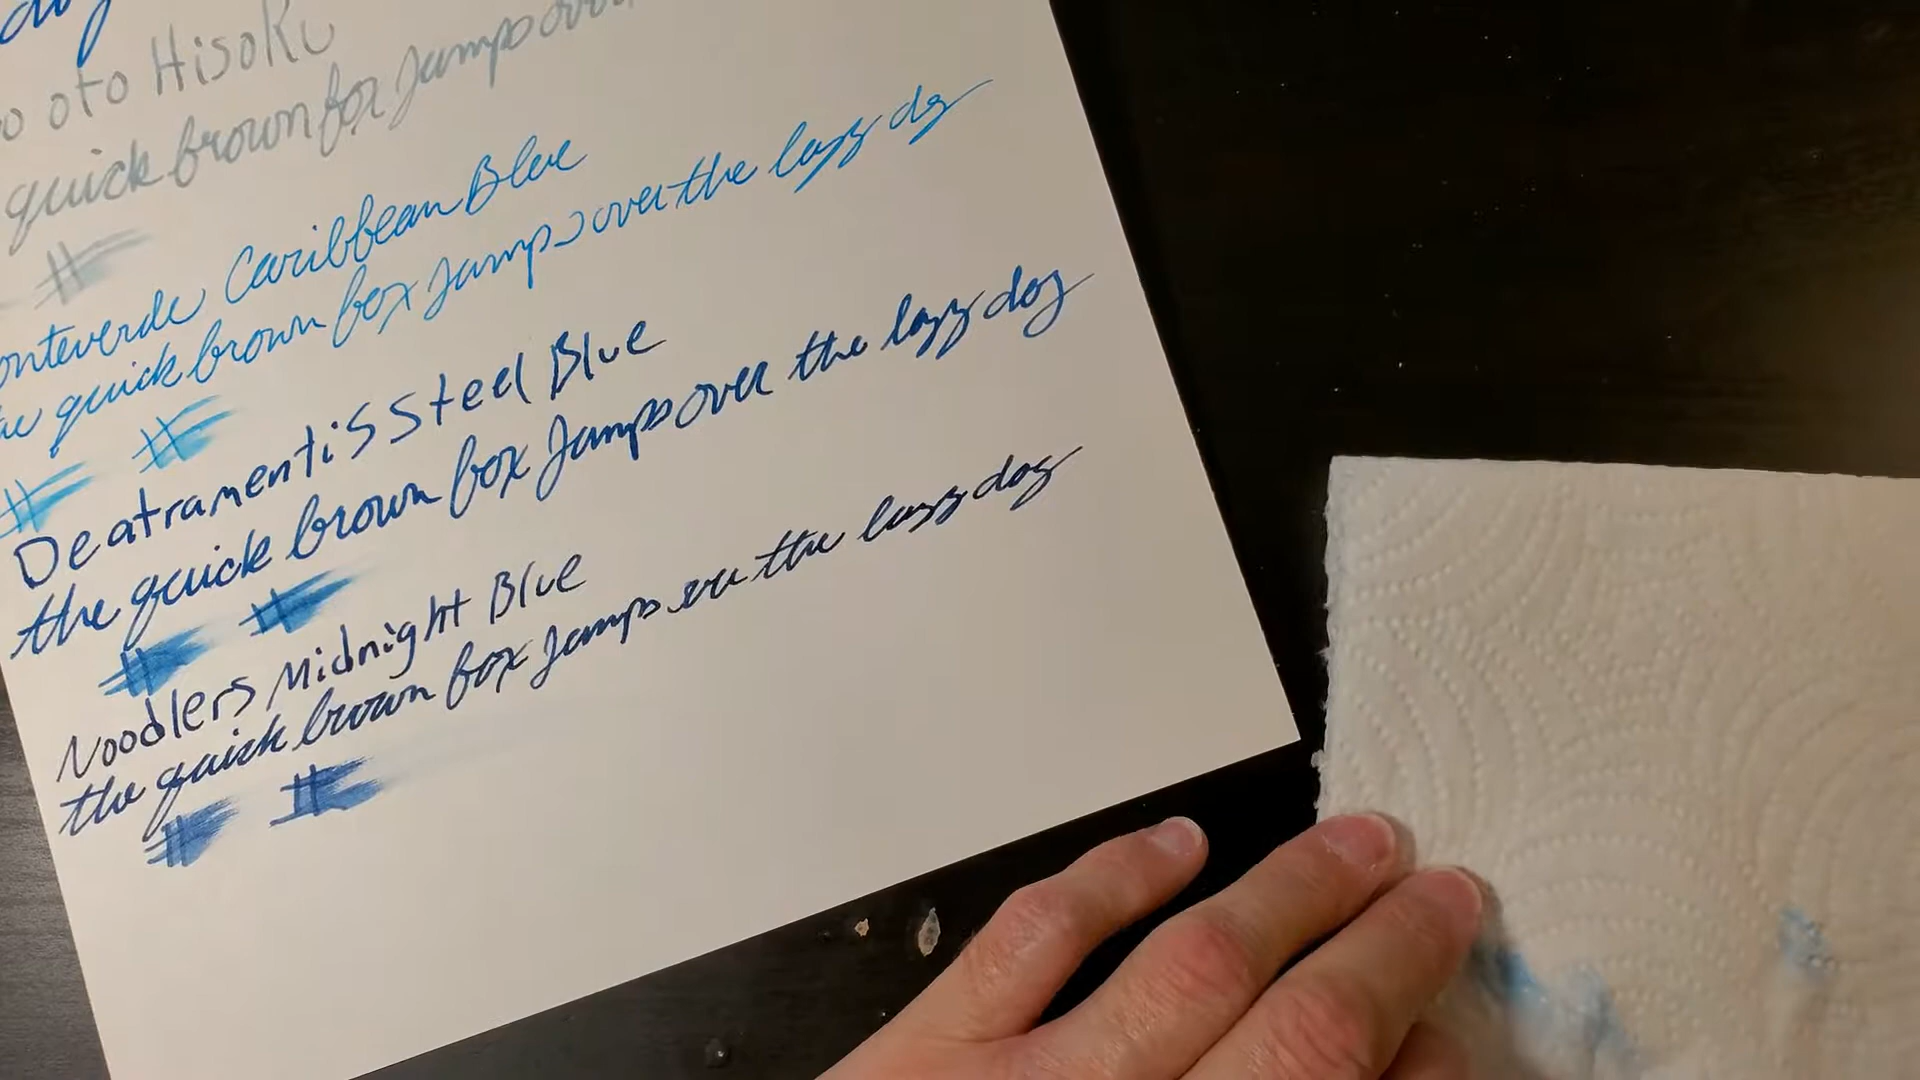 oto Hisoku
quick brown fox jumps over
onteverde Caribbean Blue
quick brown fox jumps over the lazy dog
De atramentis Steel Blue
the quick brown fox jumps over the lazy dog
Noodlers Midnight Blue
the quick brown fox jumps over the lazy dog